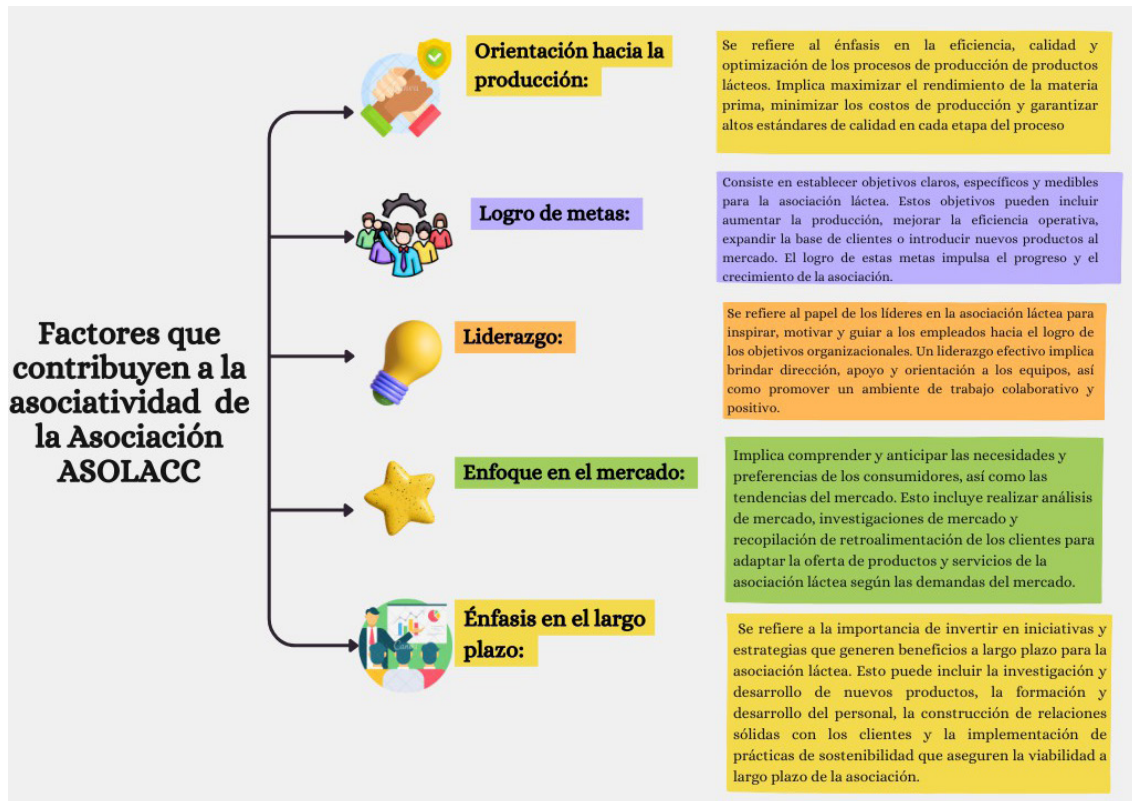 Factores que
contribuyen a la
asociatividad de
la Asociación
ASOLACC
Orientación hacia la
producción:
Se refiere al énfasis en la eficiencia, calidad y
optimización de los procesos de producción de productos
lácteos. Implica maximizar el rendimiento de la materia
prima, minimizar los costos de producción y garantizar
altos estándares de calidad en cada etapa del proceso
Logro de metas:
Consiste en establecer objetivos claros, específicos y medibles
para la asociación láctea. Estos objetivos pueden incluir
aumentar la producción, mejorar la eficiencia operativa,
expandir la base de clientes o introducir nuevos productos al
mercado. El logro de estas metas impulsa el progreso y el
crecimiento de la asociación.
Liderazgo:
Se refiere al papel de los líderes en la asociación láctea para
inspirar, motivar y guiar a los empleados hacia el logro de
los objetivos organizacionales. Un liderazgo efectivo implica
brindar dirección, apoyo y orientación a los equipos, así
como promover un ambiente de trabajo colaborativo y
positivo.
Enfoque en el mercado:
Implica comprender y anticipar las necesidades y
preferencias de los consumidores, así como las
tendencias del mercado. Esto incluye realizar análisis
de mercado, investigaciones de mercado y
recopilación de retroalimentación de los clientes para
adaptar la oferta de productos y servicios de la
asociación láctea según las demandas del mercado.
Énfasis en el largo
plazo:
Se refiere a la importancia de invertir en iniciativas y
estrategias que generen beneficios a largo plazo para la
asociación láctea. Esto puede incluir la investigación y
desarrollo de nuevos productos, la formación y
desarrollo del personal, la construcción de relaciones
sólidas con los clientes y la implementación de
prácticas de sostenibilidad que aseguren la viabilidad a
largo plazo de la asociación.